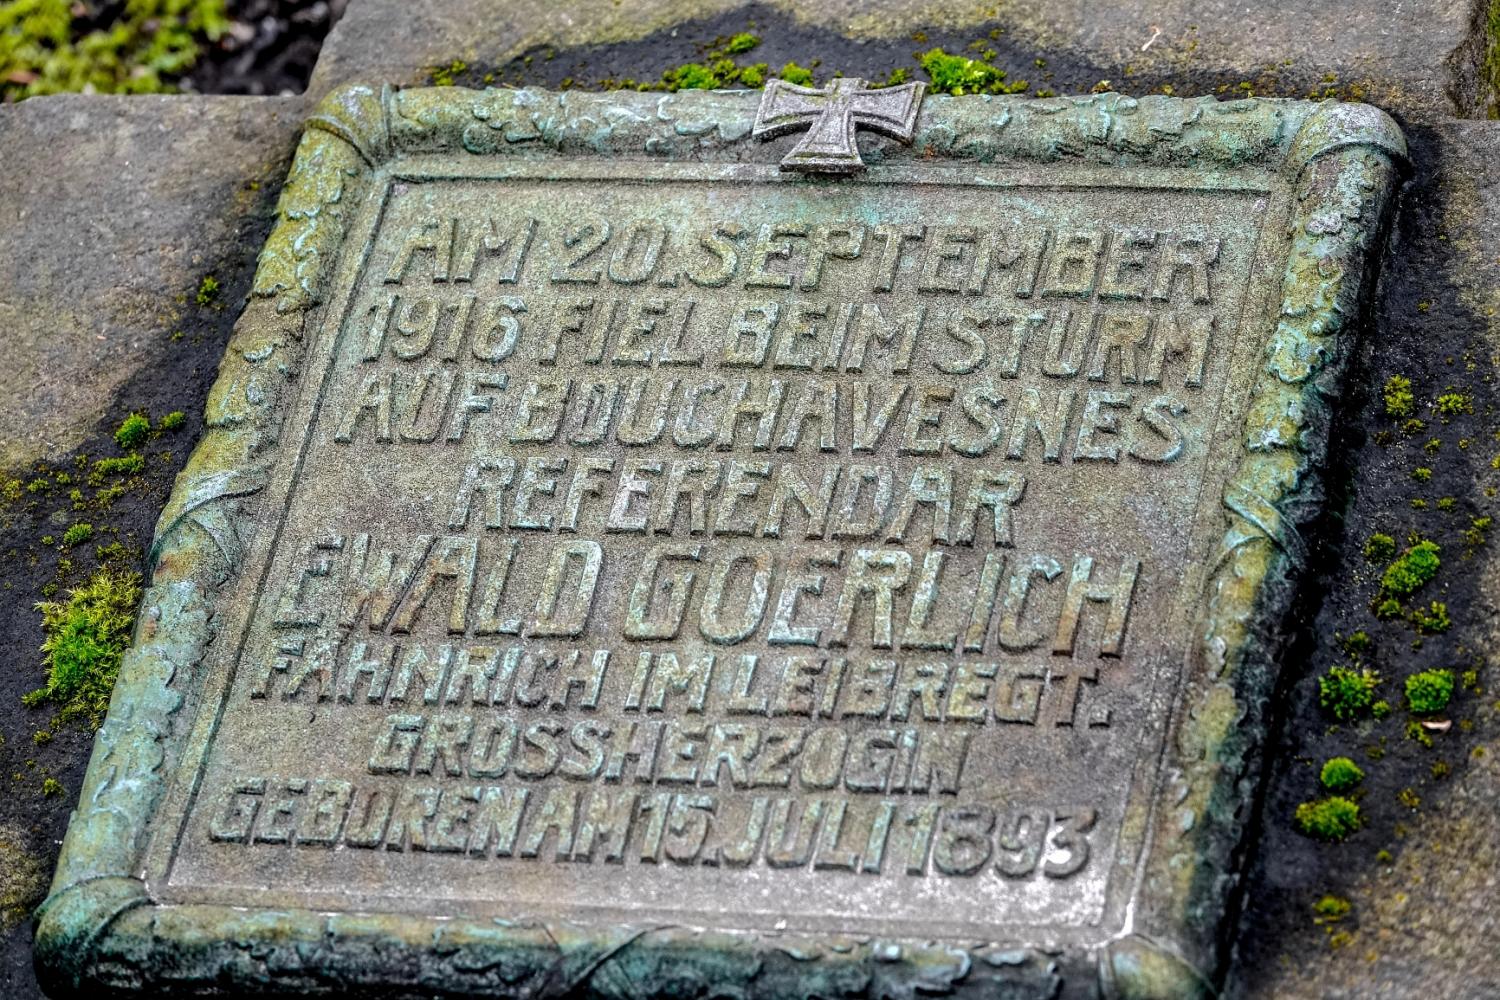 AM 20. SEPTEMBER
1916 FIEL BEIM STURM
AUF BOUCHAVESNES
REFERENDAR
EWALD GOERLICH
FÄHNRICH IM LEIBREGT.
GROSSHERZOGIN
GEBOREN AM 15. JULI 1893